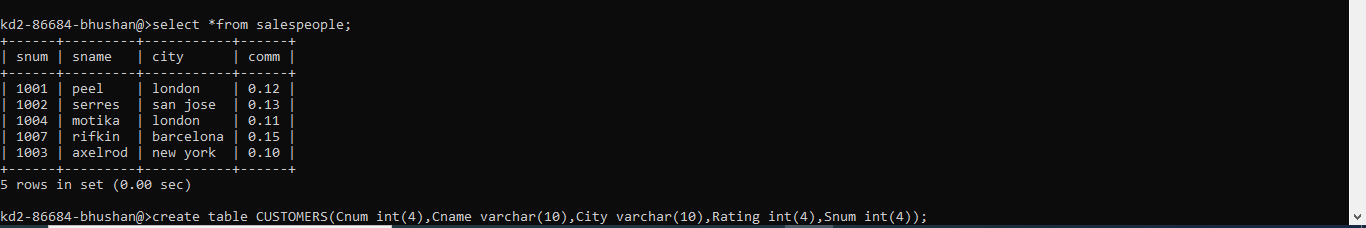 kd2-86684-bhushan@>select *from salespeople;
+------+---------+-----------+------+
| snum | sname   | city      | comm |
+------+---------+-----------+------+
| 1001 | peel    | london    | 0.12 |
| 1002 | serres  | san jose  | 0.13 |
| 1004 | motika  | london    | 0.11 |
| 1007 | rifkin  | barcelona | 0.15 |
| 1003 | axelrod | new york  | 0.10 |
+------+---------+-----------+------+
5 rows in set (0.00 sec)
kd2-86684-bhushan@>create table CUSTOMERS(Cnum int(4),Cname varchar(10),City varchar(10),Rating int(4),Snum int(4));